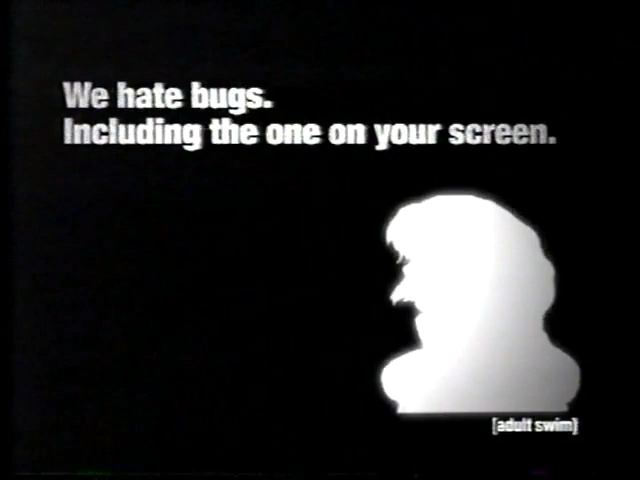 We hate bugs.
Including the one on your screen.
[adult swim]